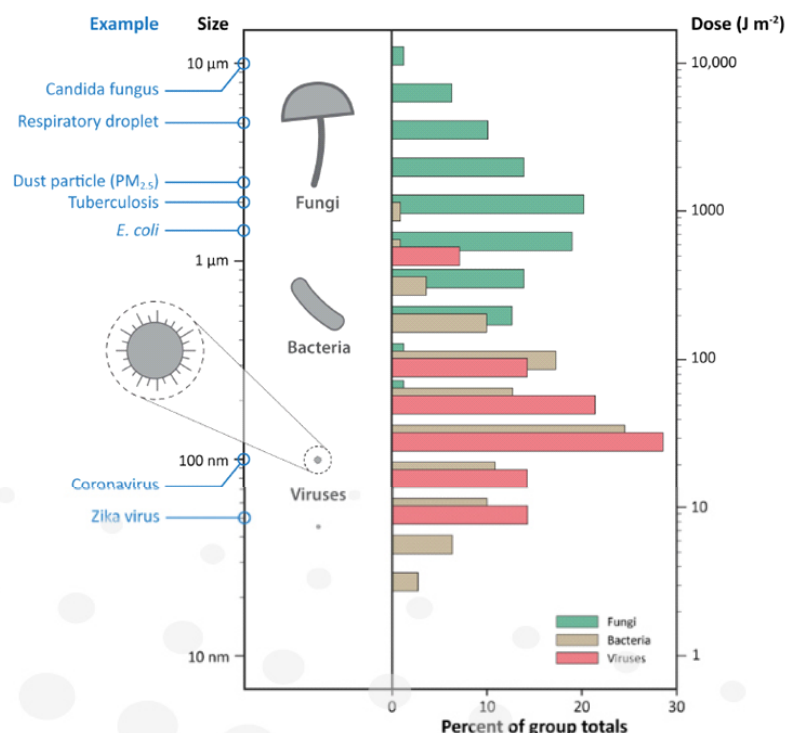 Example Size Dose (J m⁻²)
10 µm 10,000
Candida fungus
Respiratory droplet
Dust particle (PM₂.₅)
Tuberculosis
Fungi
1000
E. coli
1 µm
Bacteria
100
100 nm
Coronavirus
Viruses
10
Zika virus
Fungi
Bacteria
Viruses
10 nm 1
0 10 20 30
Percent of group totals